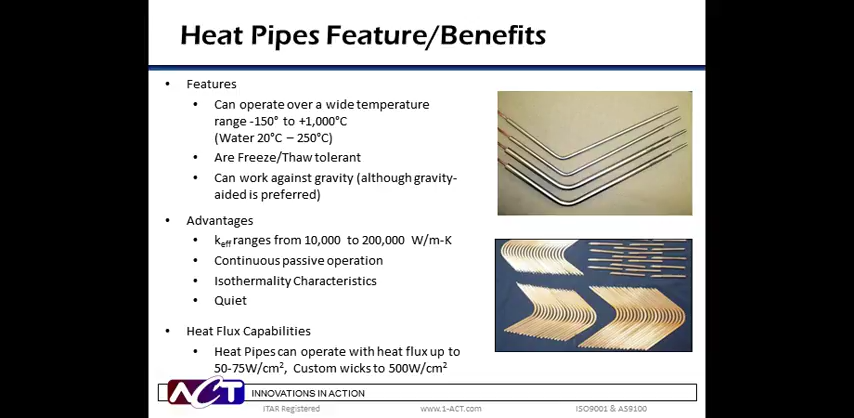 Heat Pipes Feature/Benefits
• Features
• Can operate over a wide temperature
range -150° to +1,000°C
(Water 20°C – 250°C)
• Are Freeze/Thaw tolerant
• Can work against gravity (although gravity-
aided is preferred)
• Advantages
• keff ranges from 10,000 to 200,000 W/m-K
• Continuous passive operation
• Isothermality Characteristics
• Quiet
• Heat Flux Capabilities
• Heat Pipes can operate with heat flux up to
50-75W/cm², Custom wicks to 500W/cm²
ACT INNOVATIONS IN ACTION
ITAR Registered www.1-ACT.com ISO9001 & AS9100